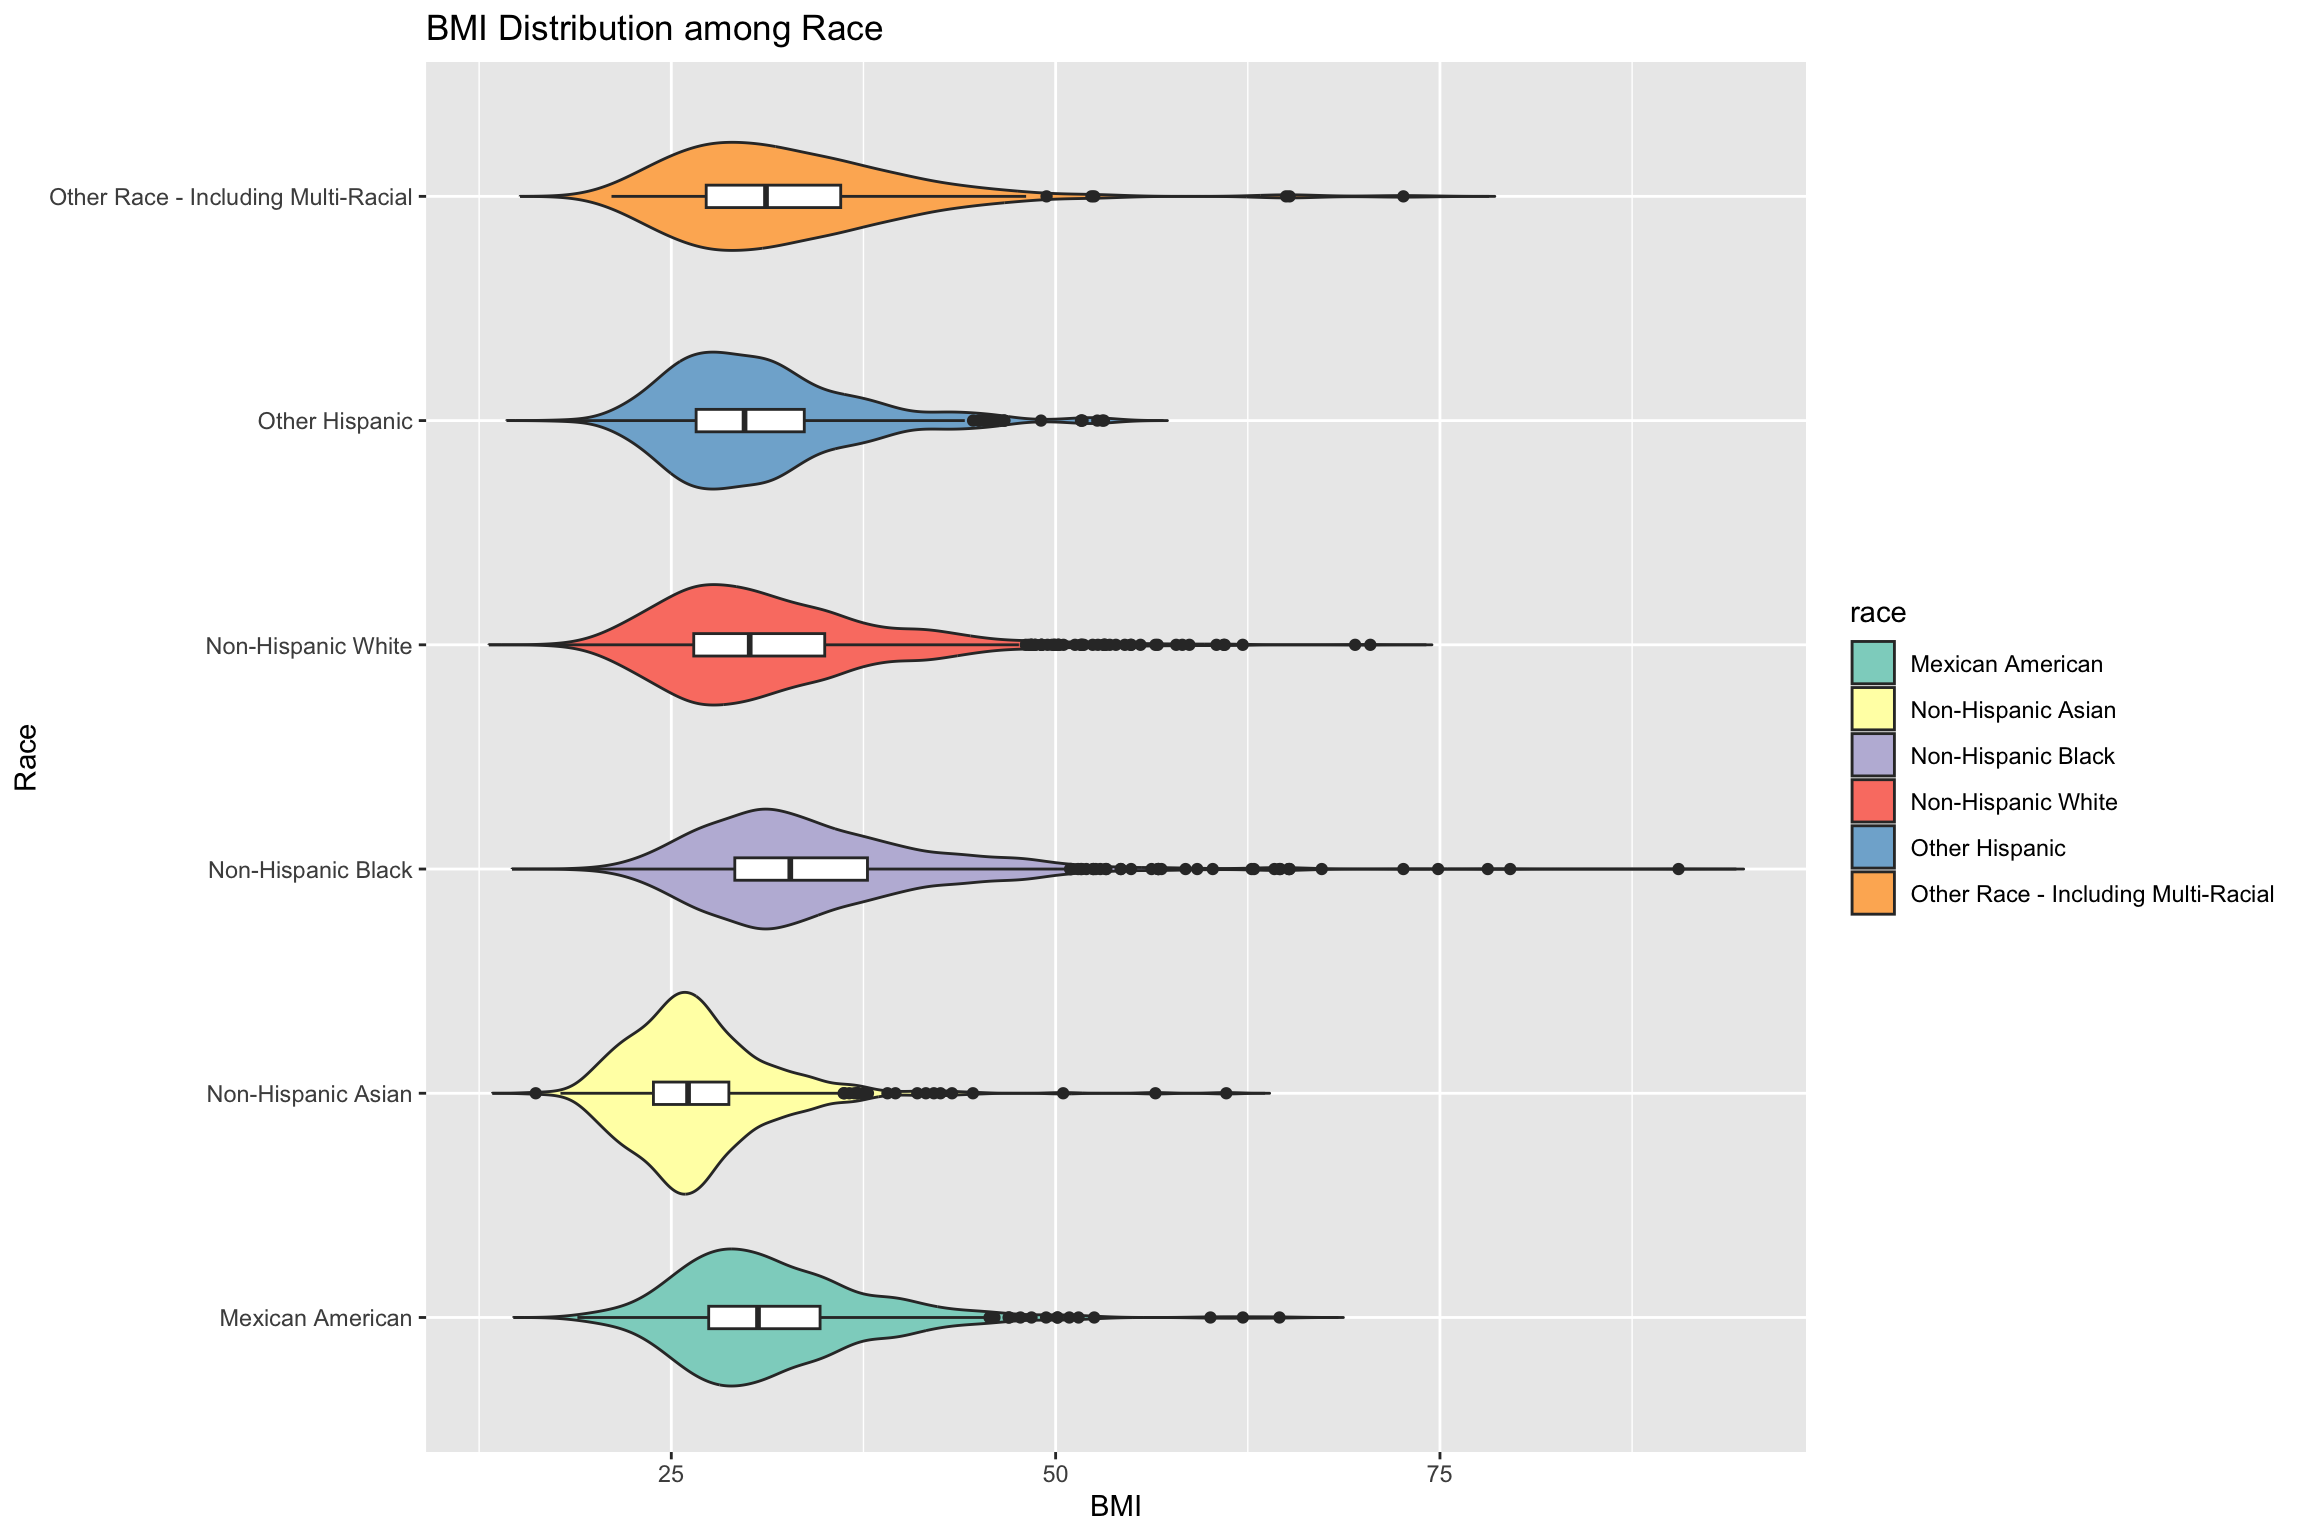 BMI Distribution among Race
Race
Other Race - Including Multi-Racial
Other Hispanic
Non-Hispanic White
Non-Hispanic Black
Non-Hispanic Asian
Mexican American
25
50
75
BMI
race
Mexican American
Non-Hispanic Asian
Non-Hispanic Black
Non-Hispanic White
Other Hispanic
Other Race - Including Multi-Racial